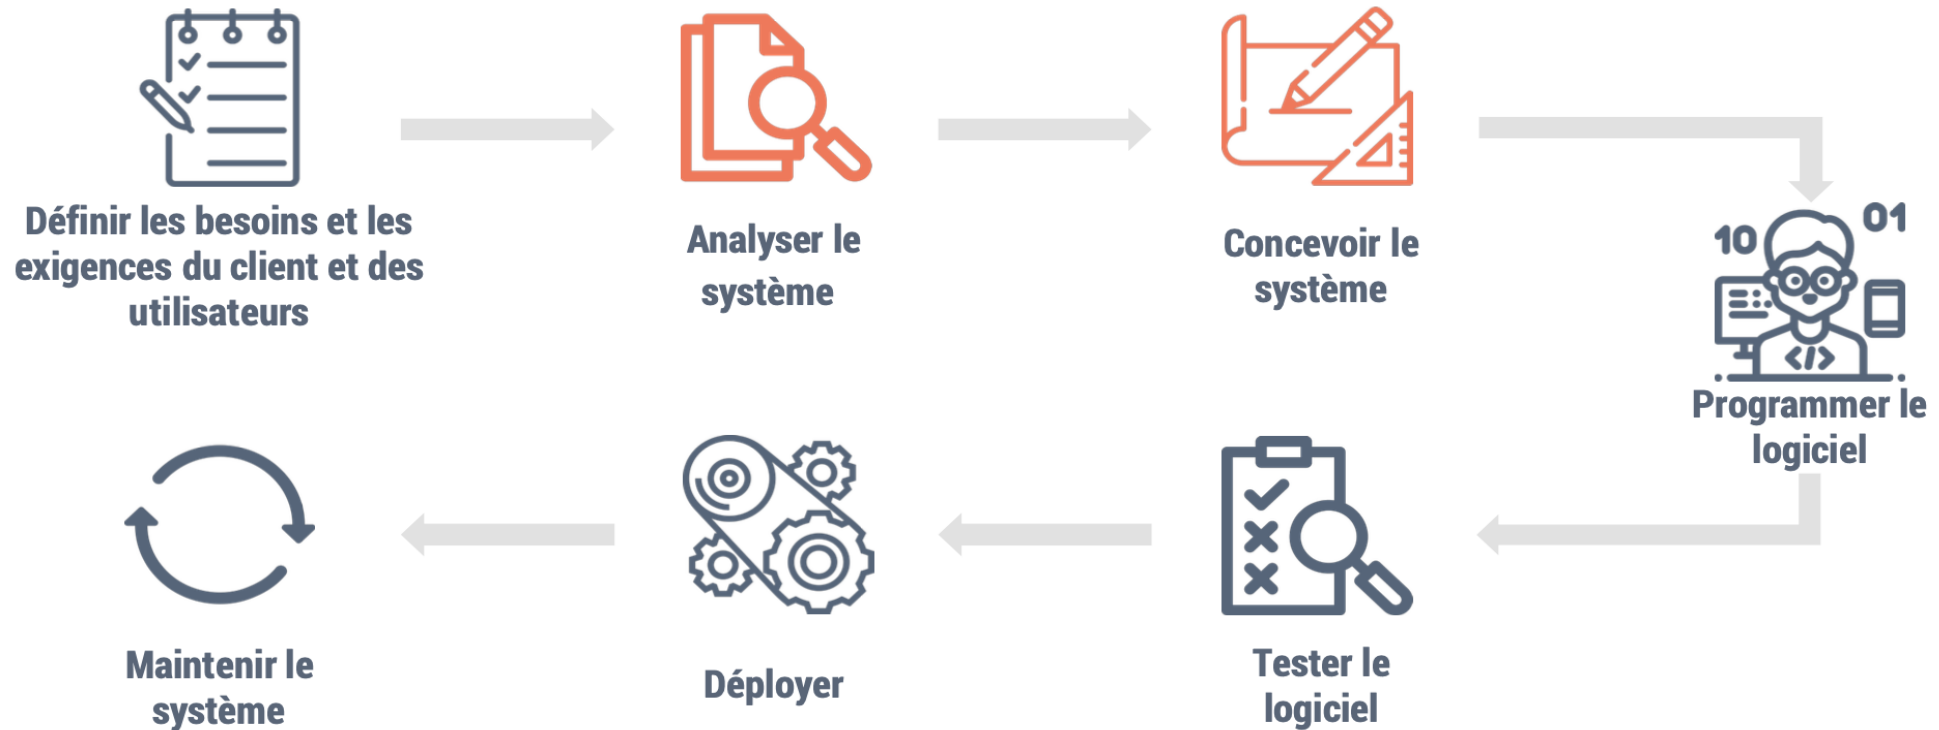 Définir les besoins et les
exigences du client et des
utilisateurs
Analyser le
système
Concevoir le
système
10
01
</>
Programmer le
logiciel
Tester le
logiciel
Déployer
Maintenir le
système